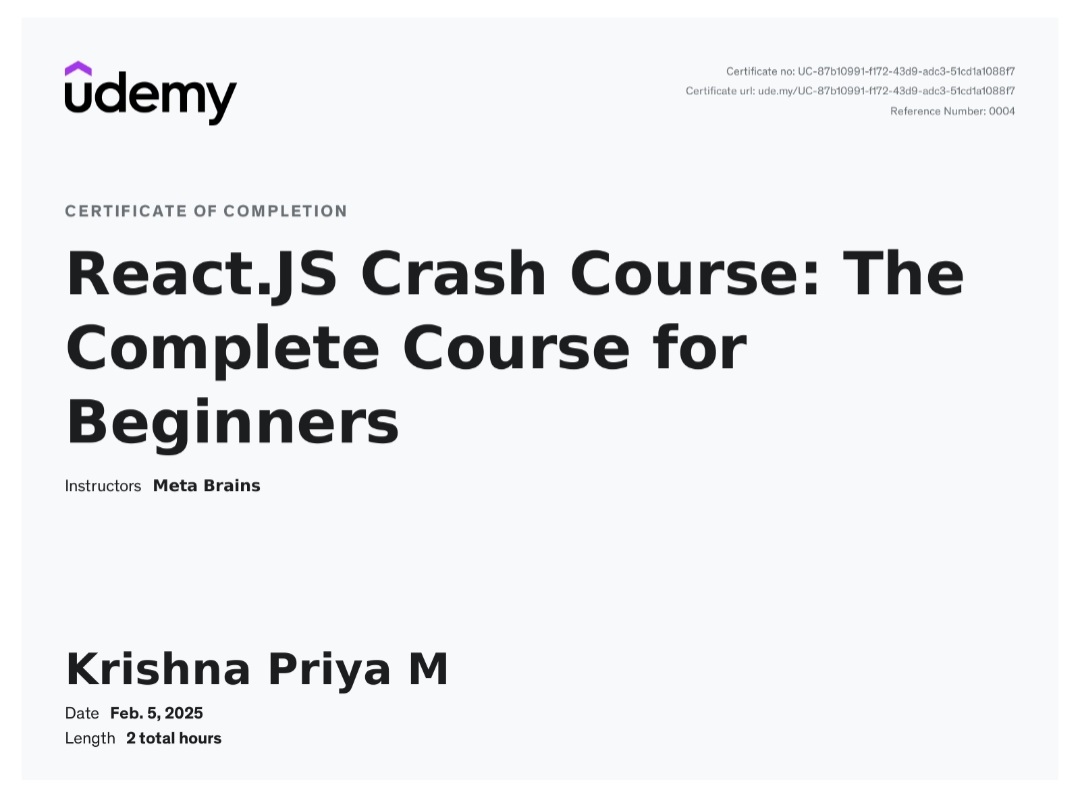 udemy
Certificate no: UC-87b10991-f172-43d9-adc3-51cd1a1088f7
Certificate url: ude.my/UC-87b10991-f172-43d9-adc3-51cd1a1088f7
Reference Number: 0004
CERTIFICATE OF COMPLETION
React.JS Crash Course: The
Complete Course for
Beginners
Instructors Meta Brains
Krishna Priya M
Date Feb. 5, 2025
Length 2 total hours